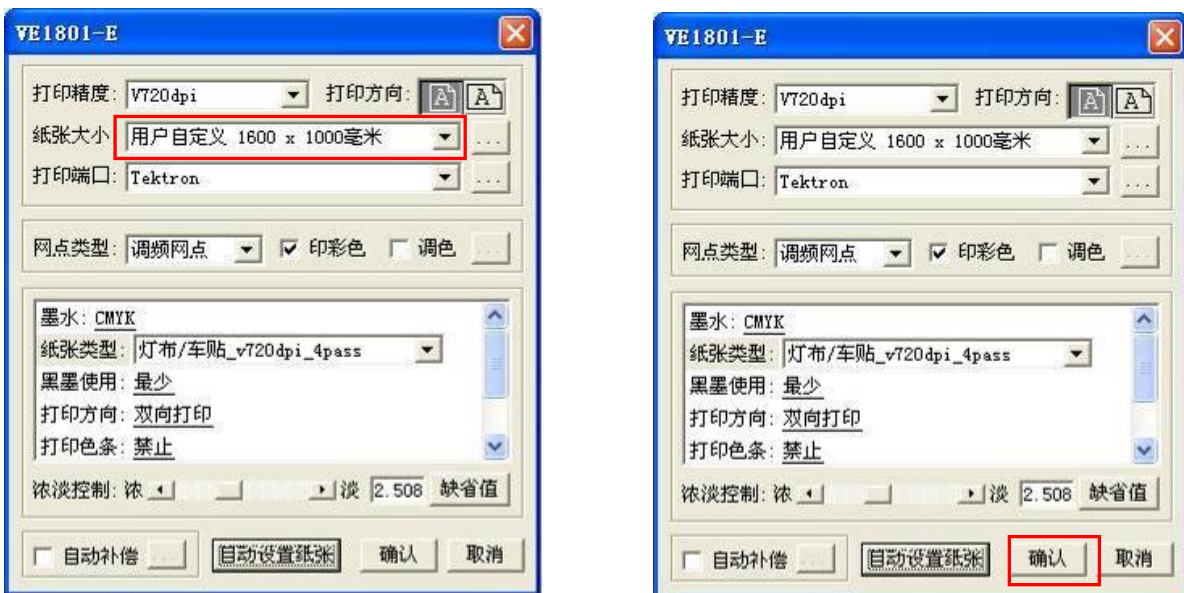 VE1801-E
打印精度: V720dpi 打印方向:
纸张大小 用户自定义 1600 x 1000毫米 ...
打印端口: Tektron ...
网点类型: 调频网点 印彩色 调色 ...
墨水: CMYK
纸张类型: 灯布/车贴_v720dpi_4pass
黑墨使用: 最少
打印方向: 双向打印
打印色条: 禁止
浓淡控制: 浓 淡 2.508 缺省值
自动补偿 ... 自动设置纸张 确认 取消
VE1801-E
打印精度: V720dpi 打印方向:
纸张大小: 用户自定义 1600 x 1000毫米 ...
打印端口: Tektron ...
网点类型: 调频网点 印彩色 调色 ...
墨水: CMYK
纸张类型: 灯布/车贴_v720dpi_4pass
黑墨使用: 最少
打印方向: 双向打印
打印色条: 禁止
浓淡控制: 浓 淡 2.508 缺省值
自动补偿 ... 自动设置纸张 确认 取消